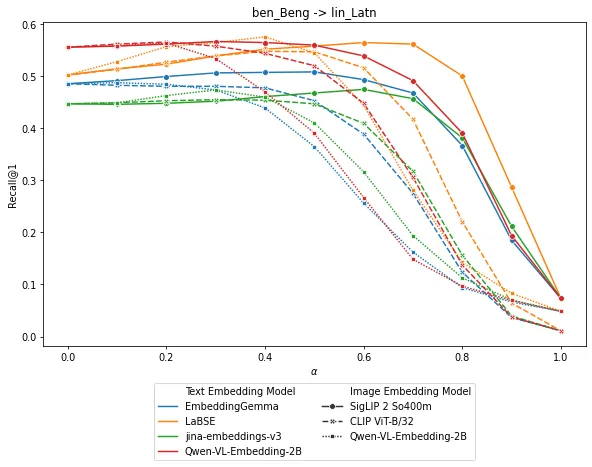 ben_Beng -> lin_Latn
0.6
0.5
0.4
0.3
0.2
0.1
0.0
Recall@1
0.0 0.2 0.4 0.6 0.8 1.0
α
Text Embedding Model Image Embedding Model
EmbeddingGemma SigLIP 2 So400m
LaBSE CLIP ViT-B/32
jina-embeddings-v3 Qwen-VL-Embedding-2B
Qwen-VL-Embedding-2B